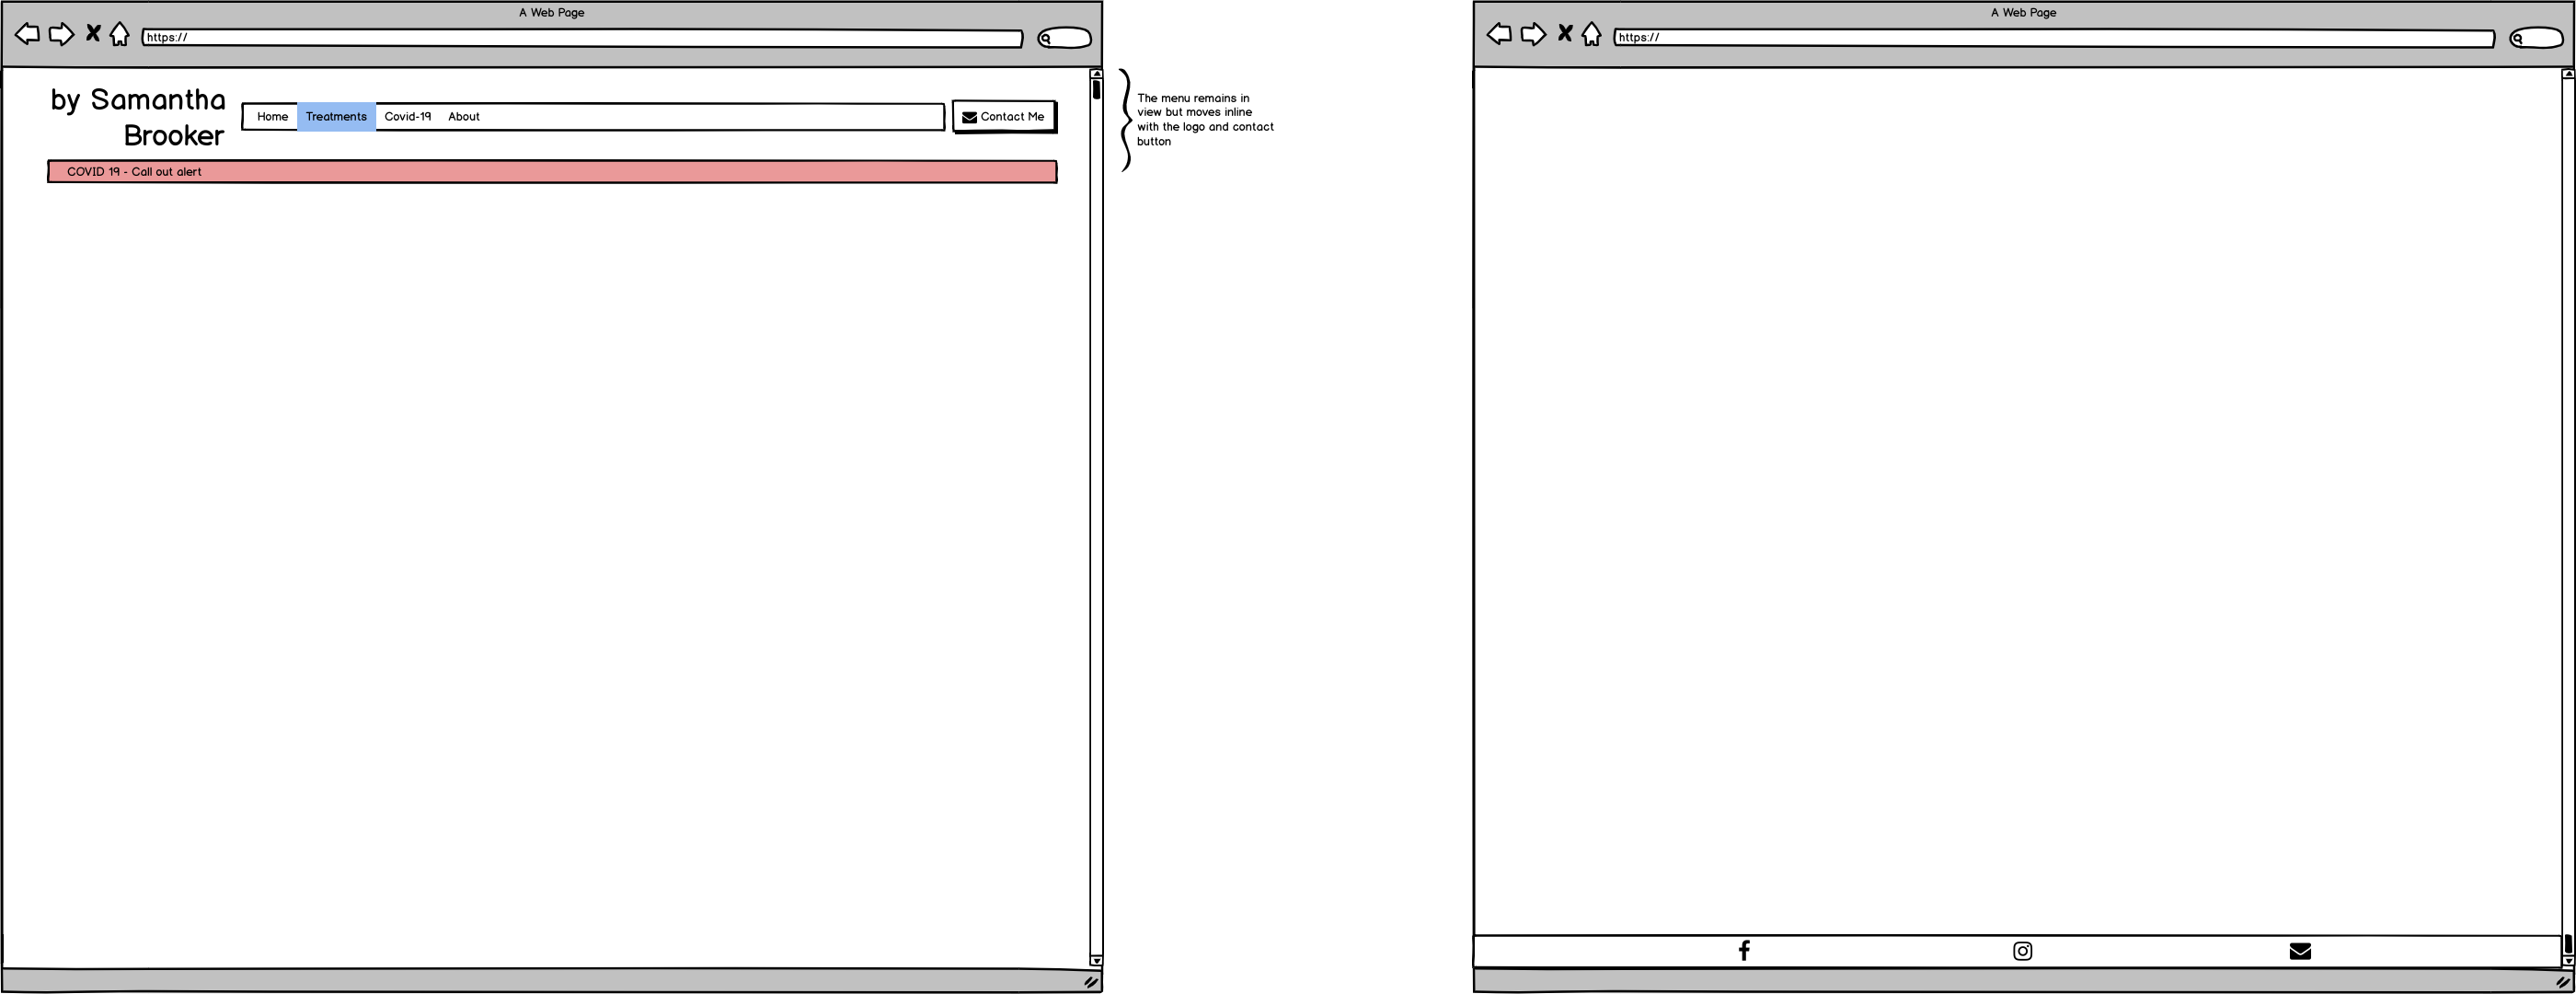 A Web Page
https://
by Samantha
Brooker
Home Treatments Covid-19 About
Contact Me
COVID 19 - Call out alert
The menu remains in
view but moves inline
with the logo and contact
button
A Web Page
https://